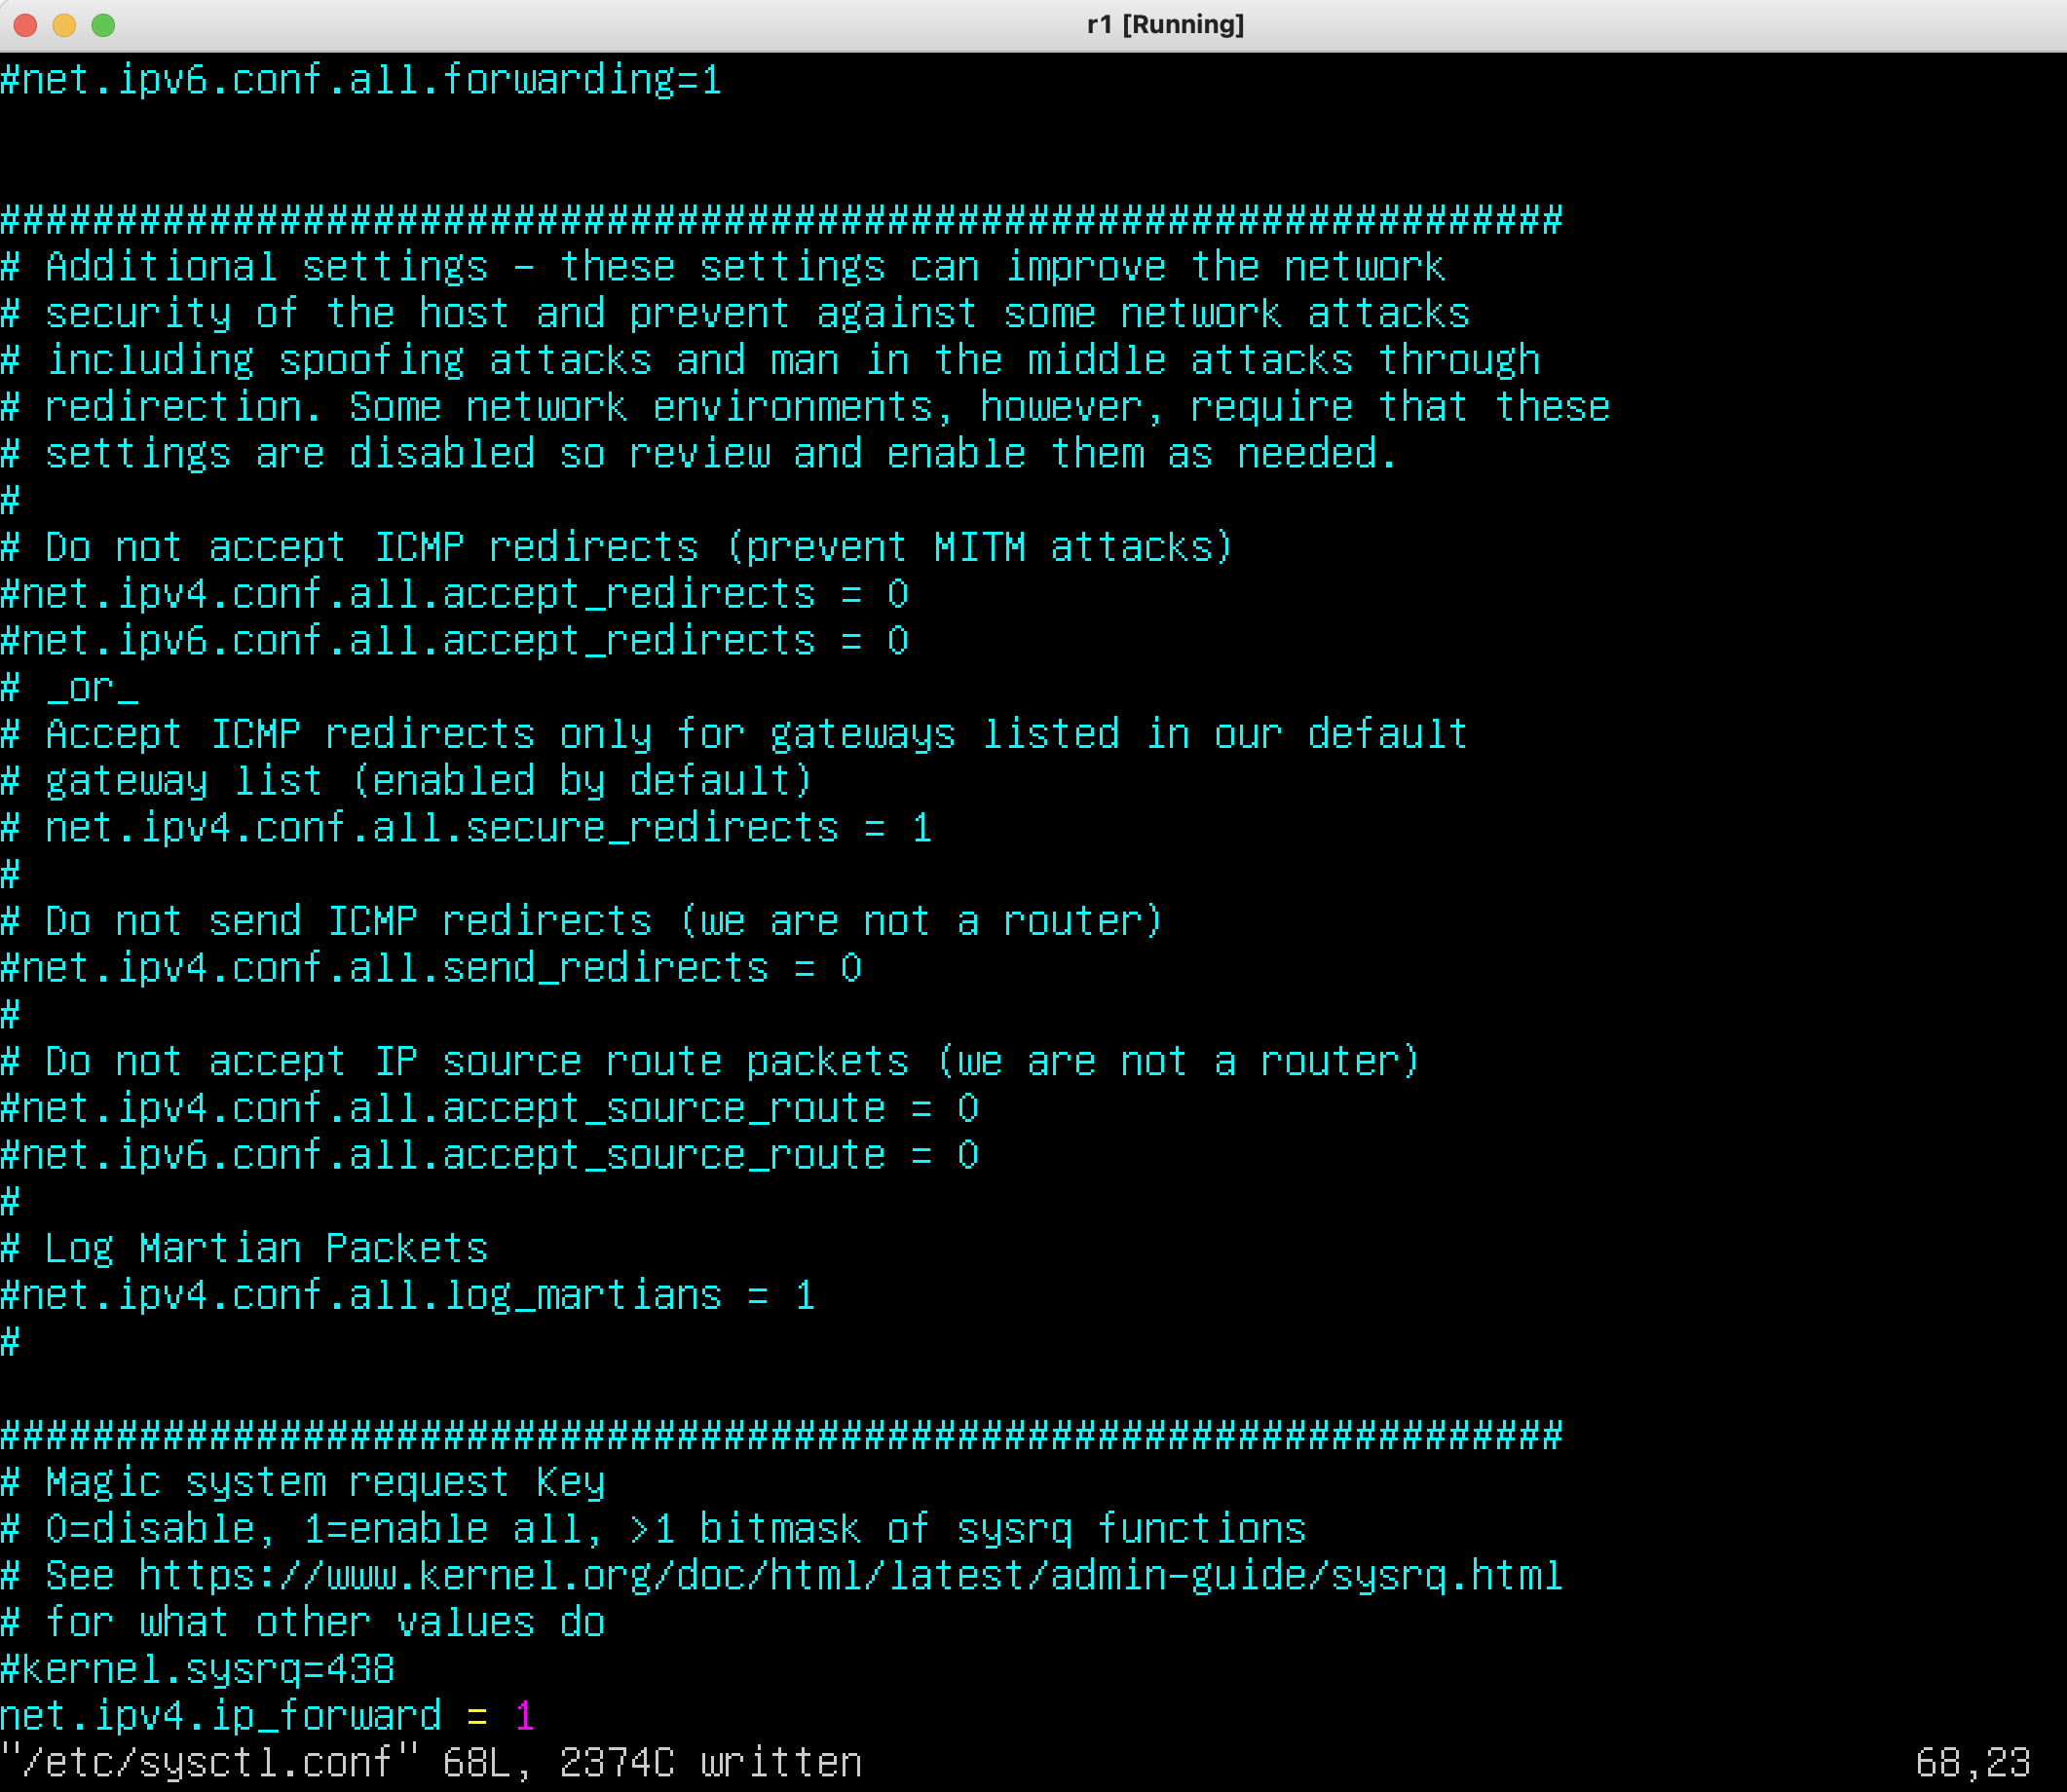 r1 [Running]
#net.ipv6.conf.all.forwarding=1
###################################################################
# Additional settings - these settings can improve the network
# security of the host and prevent against some network attacks
# including spoofing attacks and man in the middle attacks through
# redirection. Some network environments, however, require that these
# settings are disabled so review and enable them as needed.
#
# Do not accept ICMP redirects (prevent MITM attacks)
#net.ipv4.conf.all.accept_redirects = 0
#net.ipv6.conf.all.accept_redirects = 0
# _or_
# Accept ICMP redirects only for gateways listed in our default
# gateway list (enabled by default)
# net.ipv4.conf.all.secure_redirects = 1
#
# Do not send ICMP redirects (we are not a router)
#net.ipv4.conf.all.send_redirects = 0
#
# Do not accept IP source route packets (we are not a router)
#net.ipv4.conf.all.accept_source_route = 0
#net.ipv6.conf.all.accept_source_route = 0
#
# Log Martian Packets
#net.ipv4.conf.all.log_martians = 1
#
###################################################################
# Magic system request Key
# 0=disable, 1=enable all, >1 bitmask of sysrq functions
# See https://www.kernel.org/doc/html/latest/admin-guide/sysrq.html
# for what other values do
#kernel.sysrq=438
net.ipv4.ip_forward = 1
"/etc/sysctl.conf" 68L, 2374C written 68,23